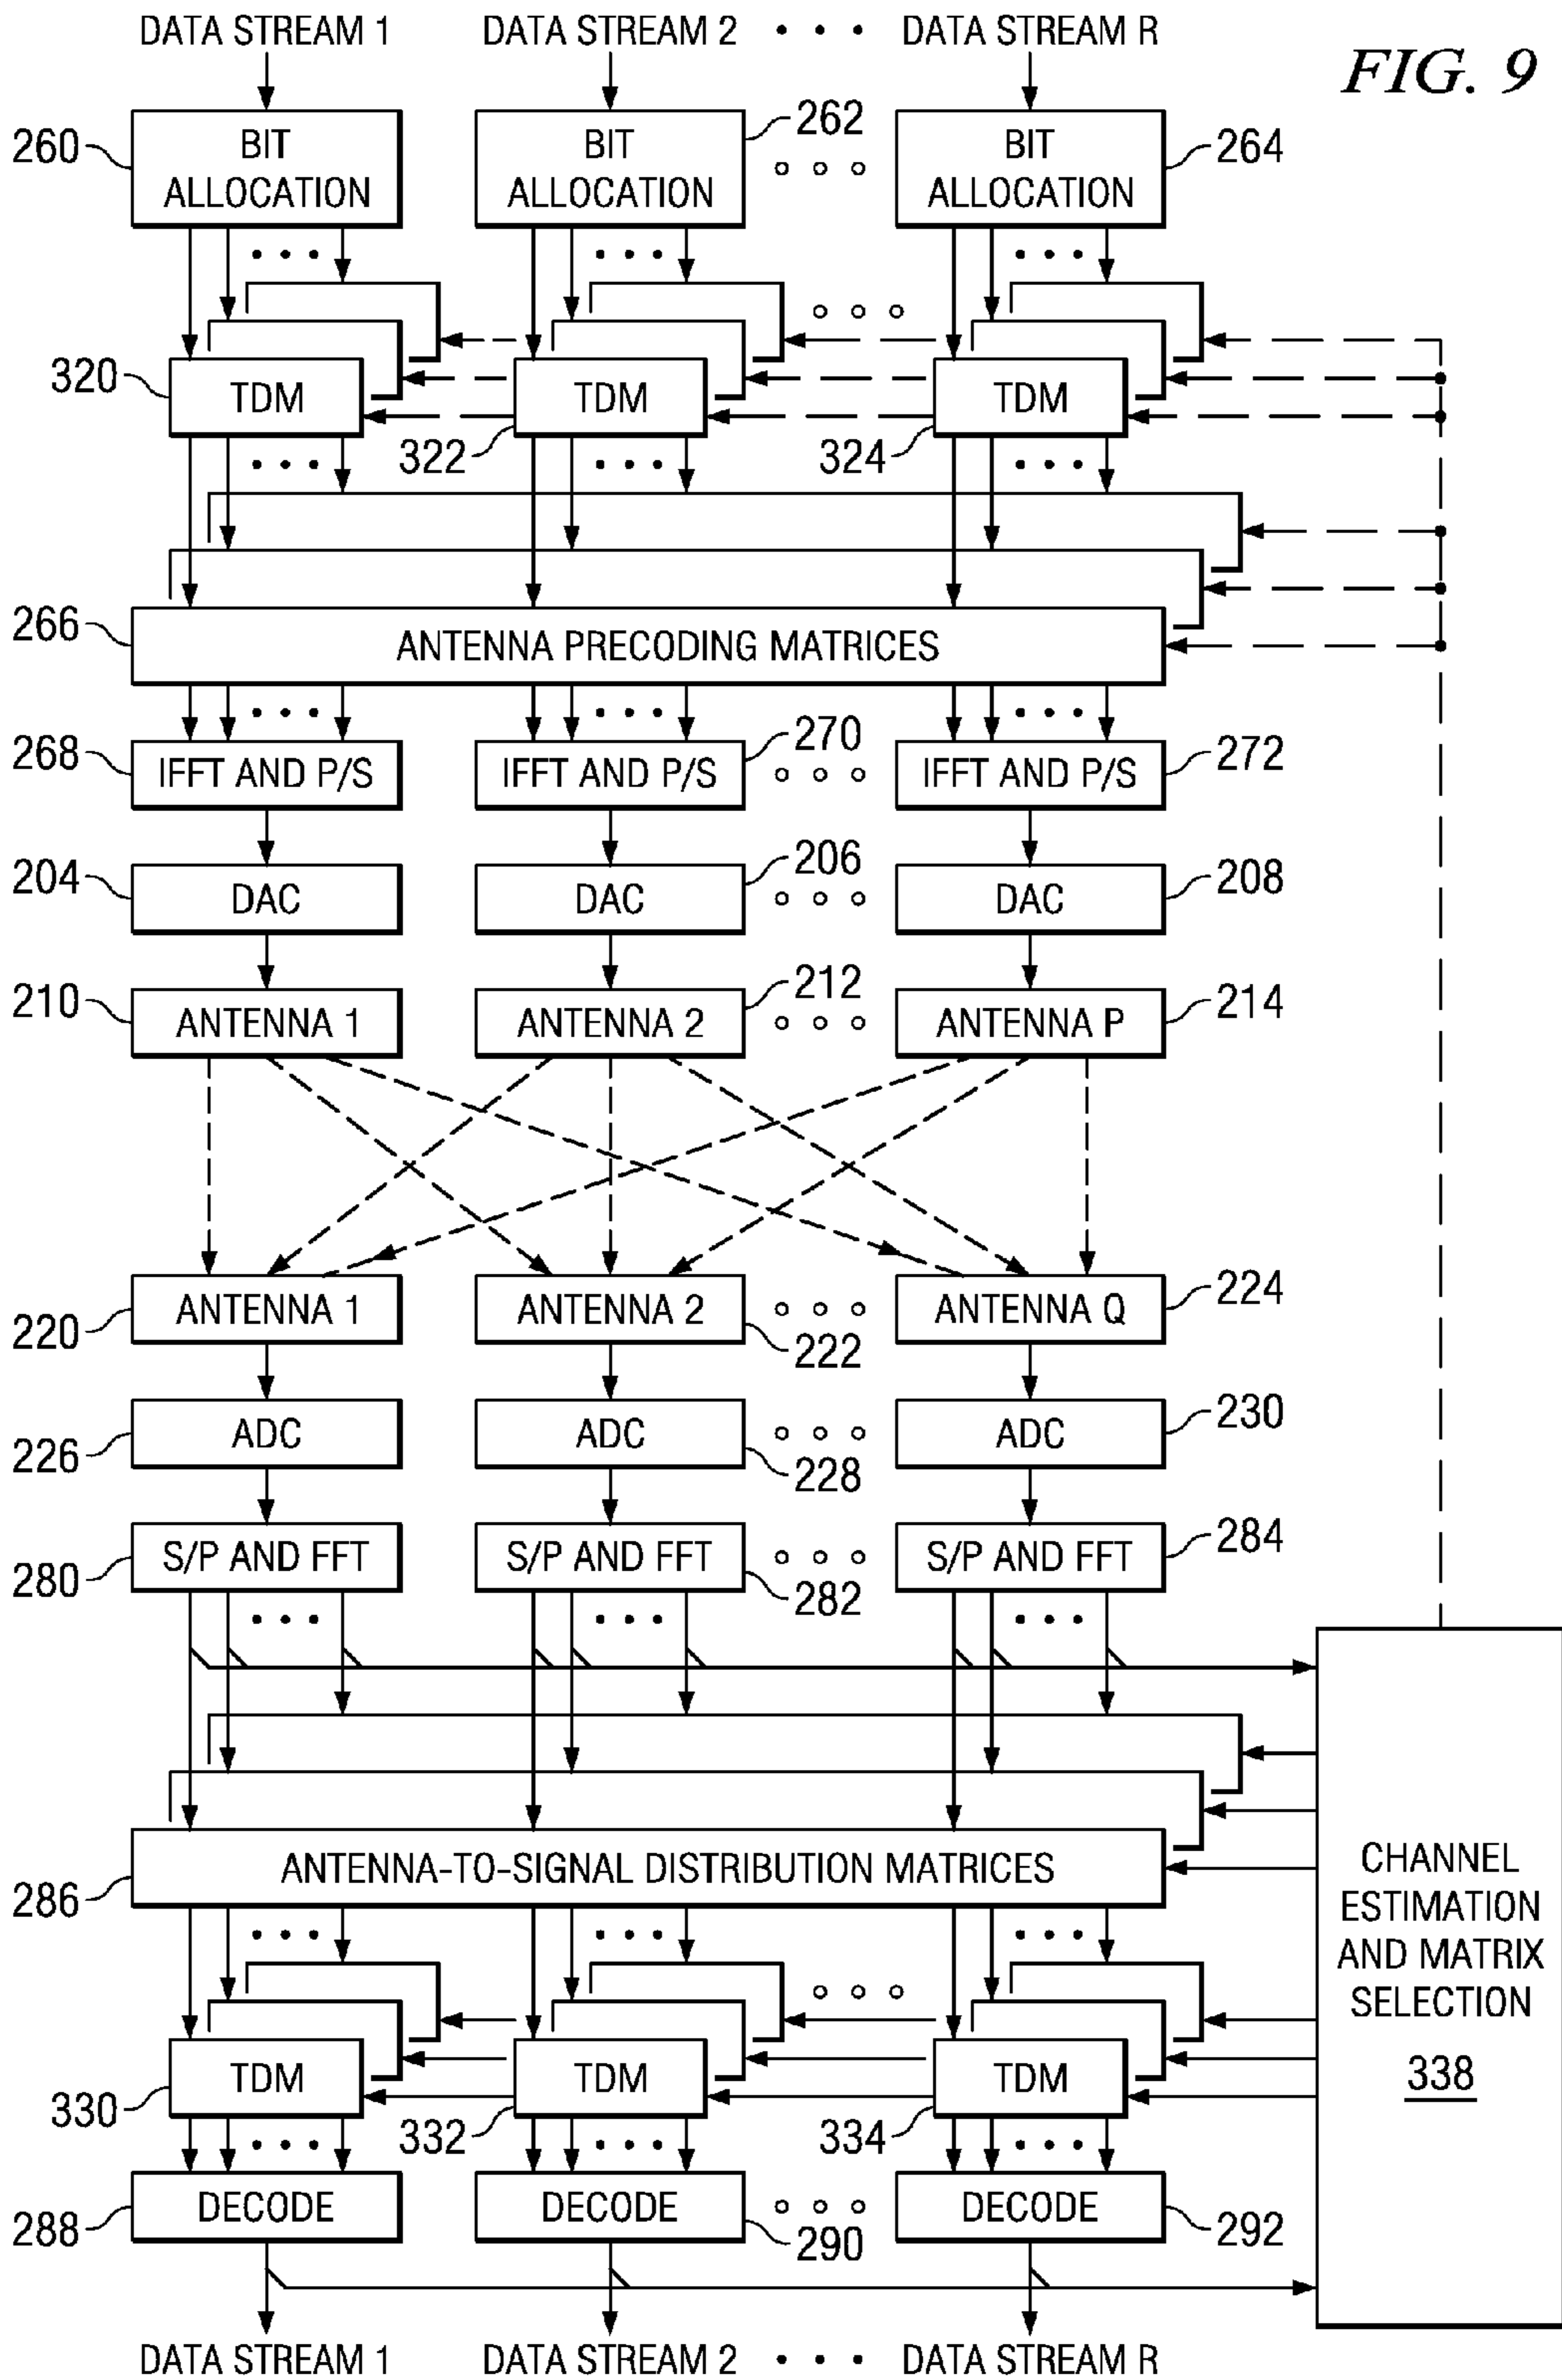 DATA STREAM 1 DATA STREAM 2 • • • DATA STREAM R
FIG. 9
260 BIT ALLOCATION
BIT ALLOCATION 262
BIT ALLOCATION 264
320 TDM
322 TDM
324 TDM
266 ANTENNA PRECODING MATRICES
268 IFFT AND P/S
IFFT AND P/S 270
IFFT AND P/S 272
204 DAC
DAC 206
DAC 208
210 ANTENNA 1
ANTENNA 2 212
ANTENNA P 214
220 ANTENNA 1
ANTENNA 2 222
ANTENNA Q 224
226 ADC
ADC 228
ADC 230
280 S/P AND FFT
S/P AND FFT 282
S/P AND FFT 284
286 ANTENNA-TO-SIGNAL DISTRIBUTION MATRICES
CHANNEL
ESTIMATION
AND MATRIX
SELECTION
338
330 TDM
332 TDM
334 TDM
288 DECODE
DECODE 290
DECODE 292
DATA STREAM 1 DATA STREAM 2 • • • DATA STREAM R